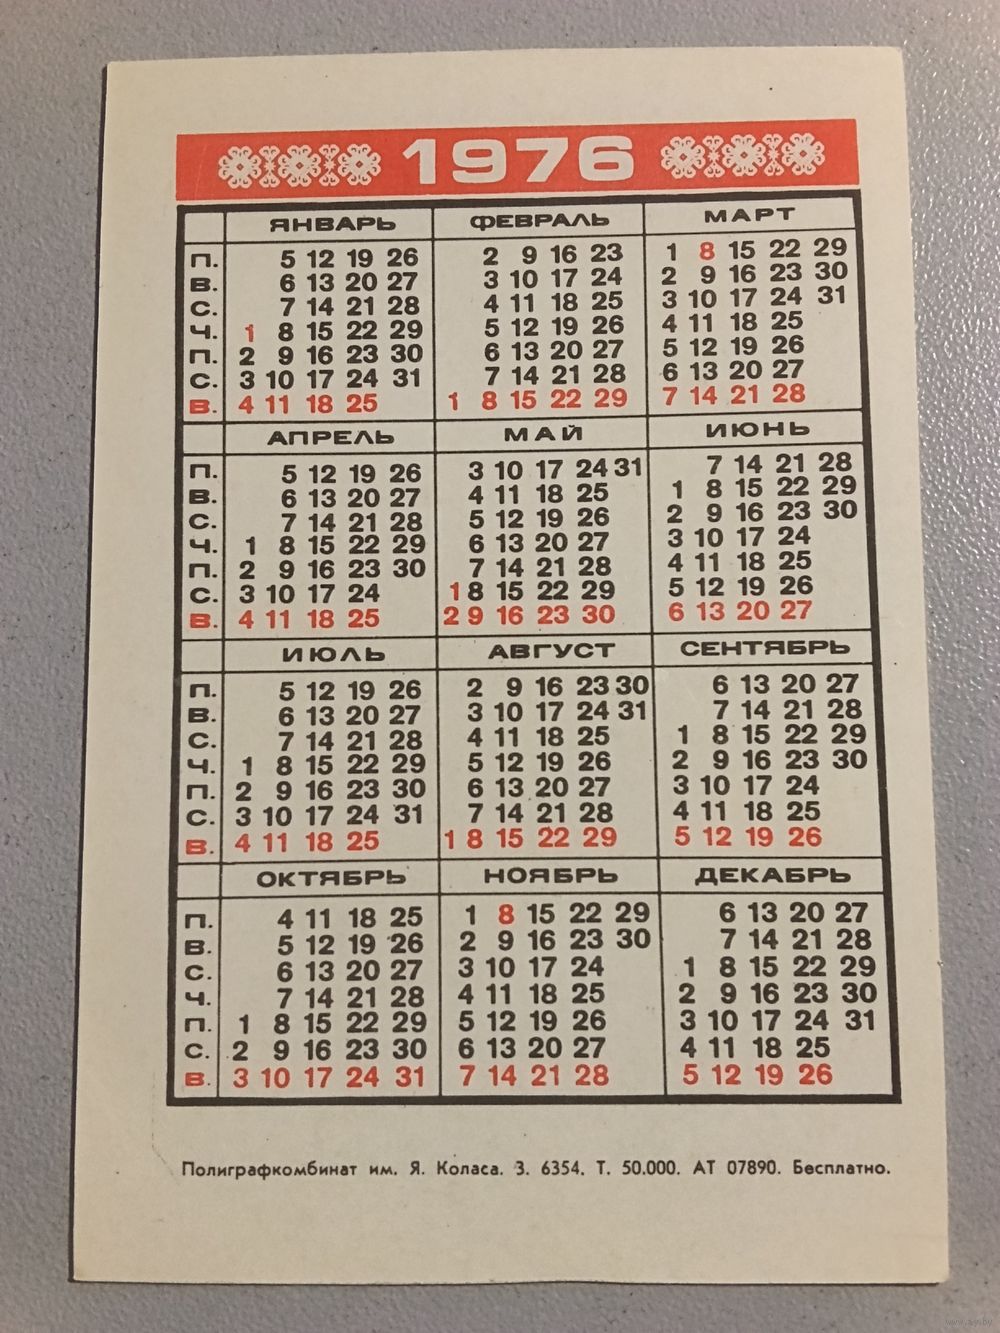 1976
ЯНВАРЬ ФЕВРАЛЬ МАРТ
П. 5 12 19 26 2 9 16 23 1 8 15 22 29
В. 6 13 20 27 3 10 17 24 2 9 16 23 30
С. 7 14 21 28 4 11 18 25 3 10 17 24 31
Ч. 1 8 15 22 29 5 12 19 26 4 11 18 25
П. 2 9 16 23 30 6 13 20 27 5 12 19 26
С. 3 10 17 24 31 7 14 21 28 6 13 20 27
В. 4 11 18 25 1 8 15 22 29 7 14 21 28
АПРЕЛЬ МАЙ ИЮНЬ
П. 5 12 19 26 3 10 17 24 31 7 14 21 28
В. 6 13 20 27 4 11 18 25 1 8 15 22 29
С. 7 14 21 28 5 12 19 26 2 9 16 23 30
Ч. 1 8 15 22 29 6 13 20 27 3 10 17 24
П. 2 9 16 23 30 7 14 21 28 4 11 18 25
С. 3 10 17 24 1 8 15 22 29 5 12 19 26
В. 4 11 18 25 2 9 16 23 30 6 13 20 27
ИЮЛЬ АВГУСТ СЕНТЯБРЬ
П. 5 12 19 26 2 9 16 23 30 6 13 20 27
В. 6 13 20 27 3 10 17 24 31 7 14 21 28
С. 7 14 21 28 4 11 18 25 1 8 15 22 29
Ч. 1 8 15 22 29 5 12 19 26 2 9 16 23 30
П. 2 9 16 23 30 6 13 20 27 3 10 17 24
С. 3 10 17 24 31 7 14 21 28 4 11 18 25
В. 4 11 18 25 1 8 15 22 29 5 12 19 26
ОКТЯБРЬ НОЯБРЬ ДЕКАБРЬ
П. 4 11 18 25 1 8 15 22 29 6 13 20 27
В. 5 12 19 26 2 9 16 23 30 7 14 21 28
С. 6 13 20 27 3 10 17 24 1 8 15 22 29
Ч. 7 14 21 28 4 11 18 25 2 9 16 23 30
П. 1 8 15 22 29 5 12 19 26 3 10 17 24 31
С. 2 9 16 23 30 6 13 20 27 4 11 18 25
В. 3 10 17 24 31 7 14 21 28 5 12 19 26
Полиграфкомбинат им. Я. Коласа. З. 6354. Т. 50.000. АТ 07890. Бесплатно.